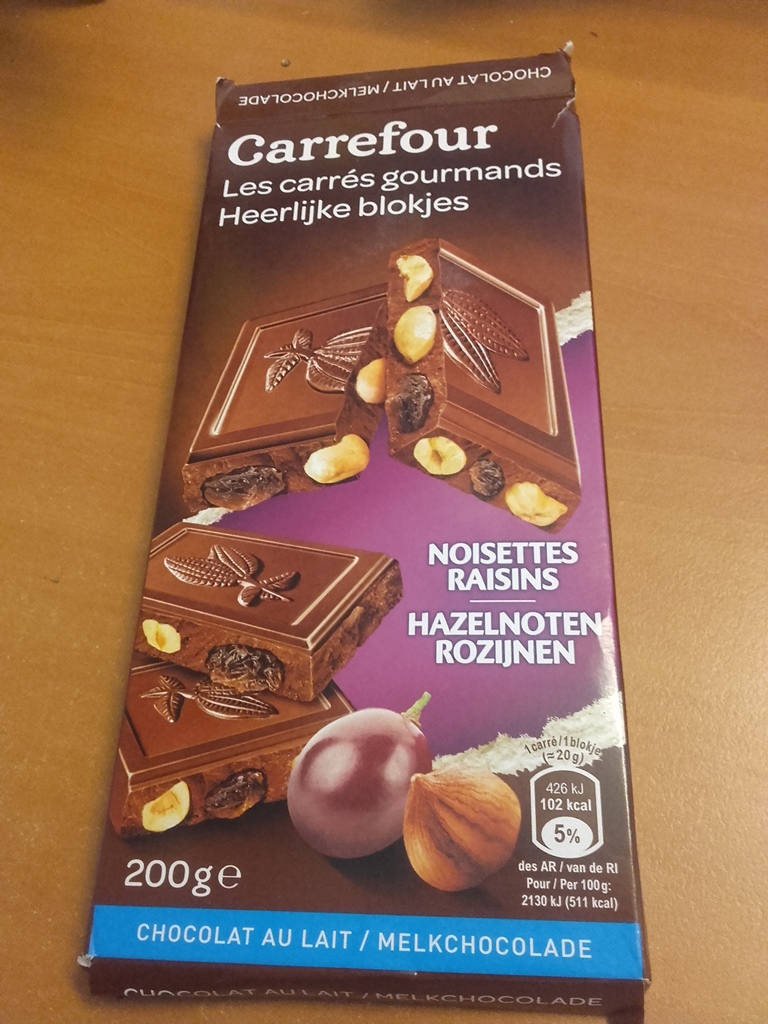 CHOCOLAT AU LAIT / MELKCHOCOLADE
Carrefour
Les carrés gourmands
Heerlijke blokjes
NOISETTES
RAISINS
HAZELNOTEN
ROZIJNEN
1 carré / 1 blokje
(≈20g)
426 kJ
102 kcal
5%
des AR / van de RI
Pour / Per 100g:
2130 kJ (511 kcal)
200g e
CHOCOLAT AU LAIT / MELKCHOCOLADE
CHOCOLAT AU LAIT / MELKCHOCOLADE